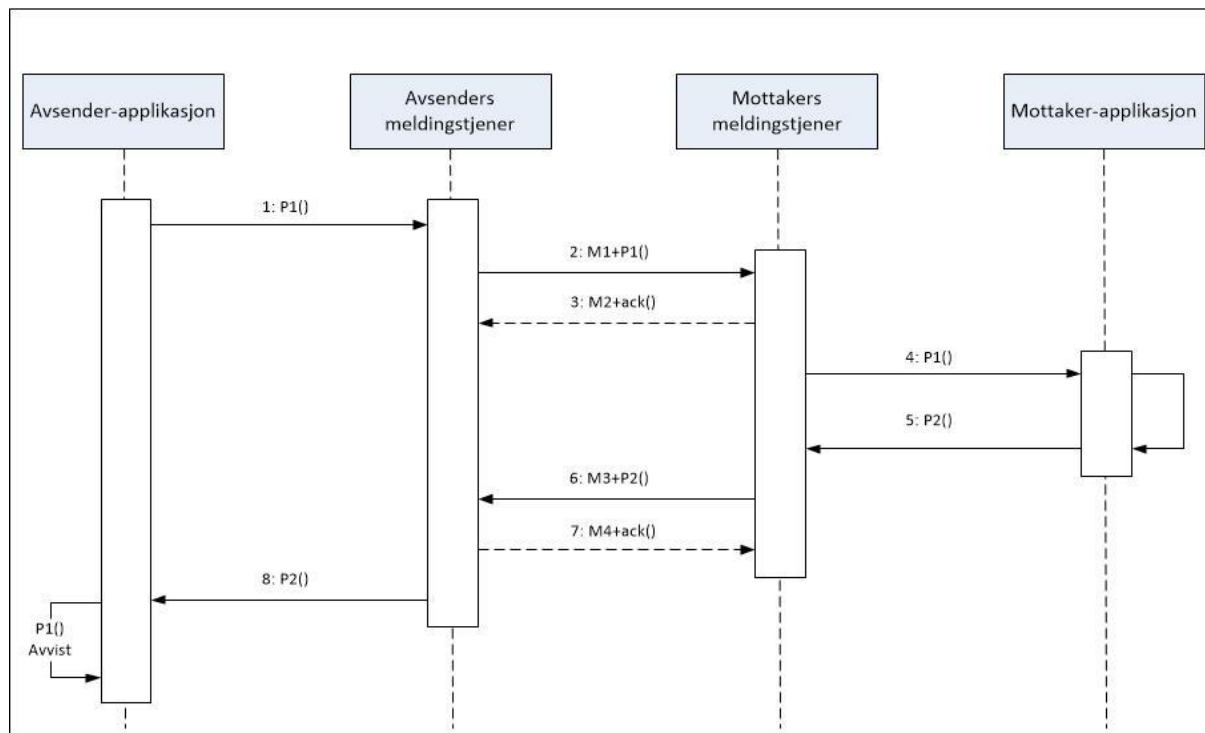 Avsender-applikasjon
Avsenders
meldingstjener
Mottakers
meldingstjener
Mottaker-applikasjon
1: P1()
2: M1+P1()
3: M2+ack()
4: P1()
5: P2()
6: M3+P2()
7: M4+ack()
8: P2()
P1()
Avvist